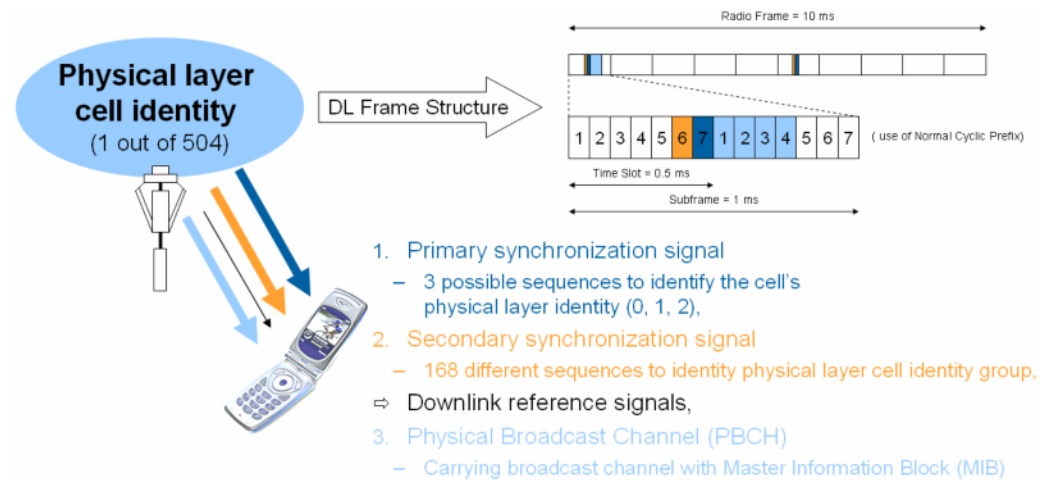 Radio Frame = 10 ms
Physical layer
cell identity
(1 out of 504)
DL Frame Structure
1 2 3 4 5 6 7 1 2 3 4 5 6 7
( use of Normal Cyclic Prefix)
Time Slot = 0.5 ms
Subframe = 1 ms
1. Primary synchronization signal
– 3 possible sequences to identify the cell's
physical layer identity (0, 1, 2),
2. Secondary synchronization signal
– 168 different sequences to identity physical layer cell identity group,
⇨ Downlink reference signals,
3. Physical Broadcast Channel (PBCH)
– Carrying broadcast channel with Master Information Block (MIB)